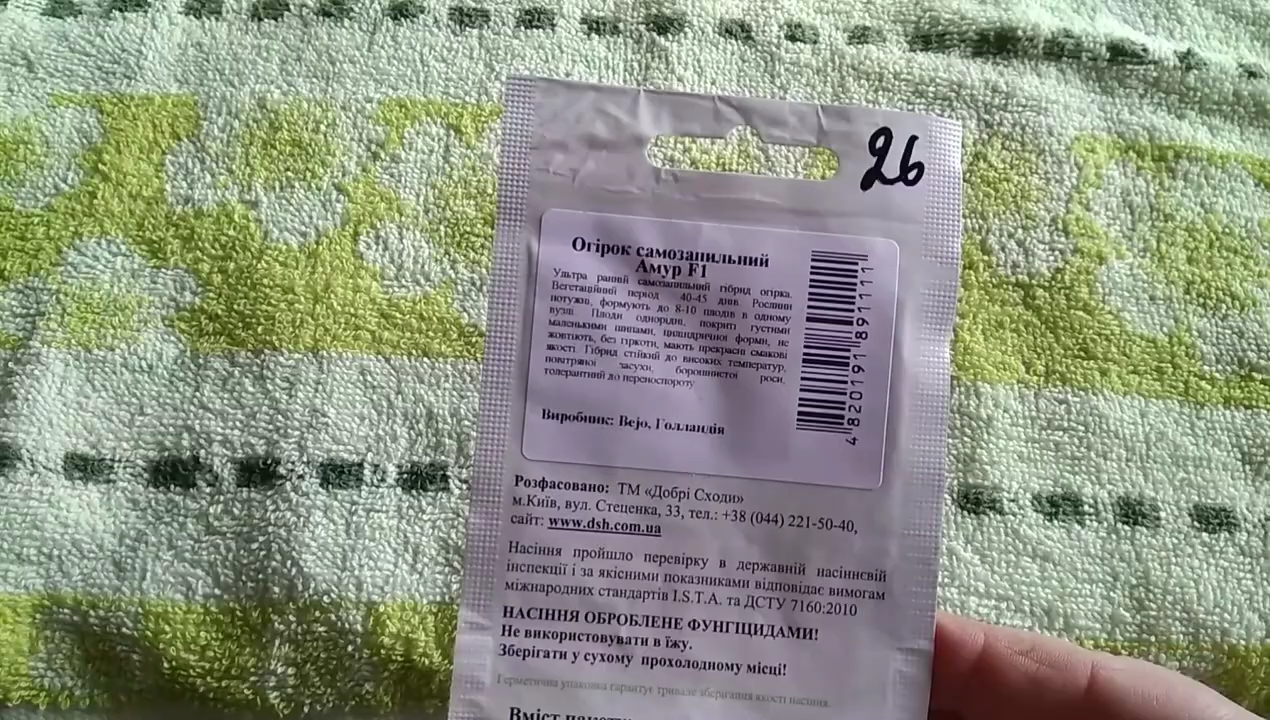 26
Огірок самозапильний
Амур F1
Ультра ранній самозапильний гібрид огірка.
Вегетаційний період 40-45 днів. Рослини
потужні, формують до 8-10 плодів в одному
вузлі. Плоди однорідні, покриті густими
маленькими шипами, циліндричної форми, не
жовтіють, без гіркоти, мають прекрасні смакові
якості. Гібрид стійкий до високих температур,
повітряної засухи, борошнистої роси,
толерантний до переноспороту
Виробник: Bejo, Голландія
4 820191 891111
Розфасовано: ТМ «Добрі Сходи»
м.Київ, вул. Стеценка, 33, тел.: +38 (044) 221-50-40,
сайт: www.dsh.com.ua
Насіння пройшло перевірку в державній насіннєвій
інспекції і за якісними показниками відповідає вимогам
міжнародних стандартів I.S.T.A. та ДСТУ 7160:2010
НАСІННЯ ОБРОБЛЕНЕ ФУНГІЦИДАМИ!
Не використовувати в їжу.
Зберігати у сухому прохолодному місці!
Герметична упаковка гарантує тривале зберігання якості насіння.
Вміст